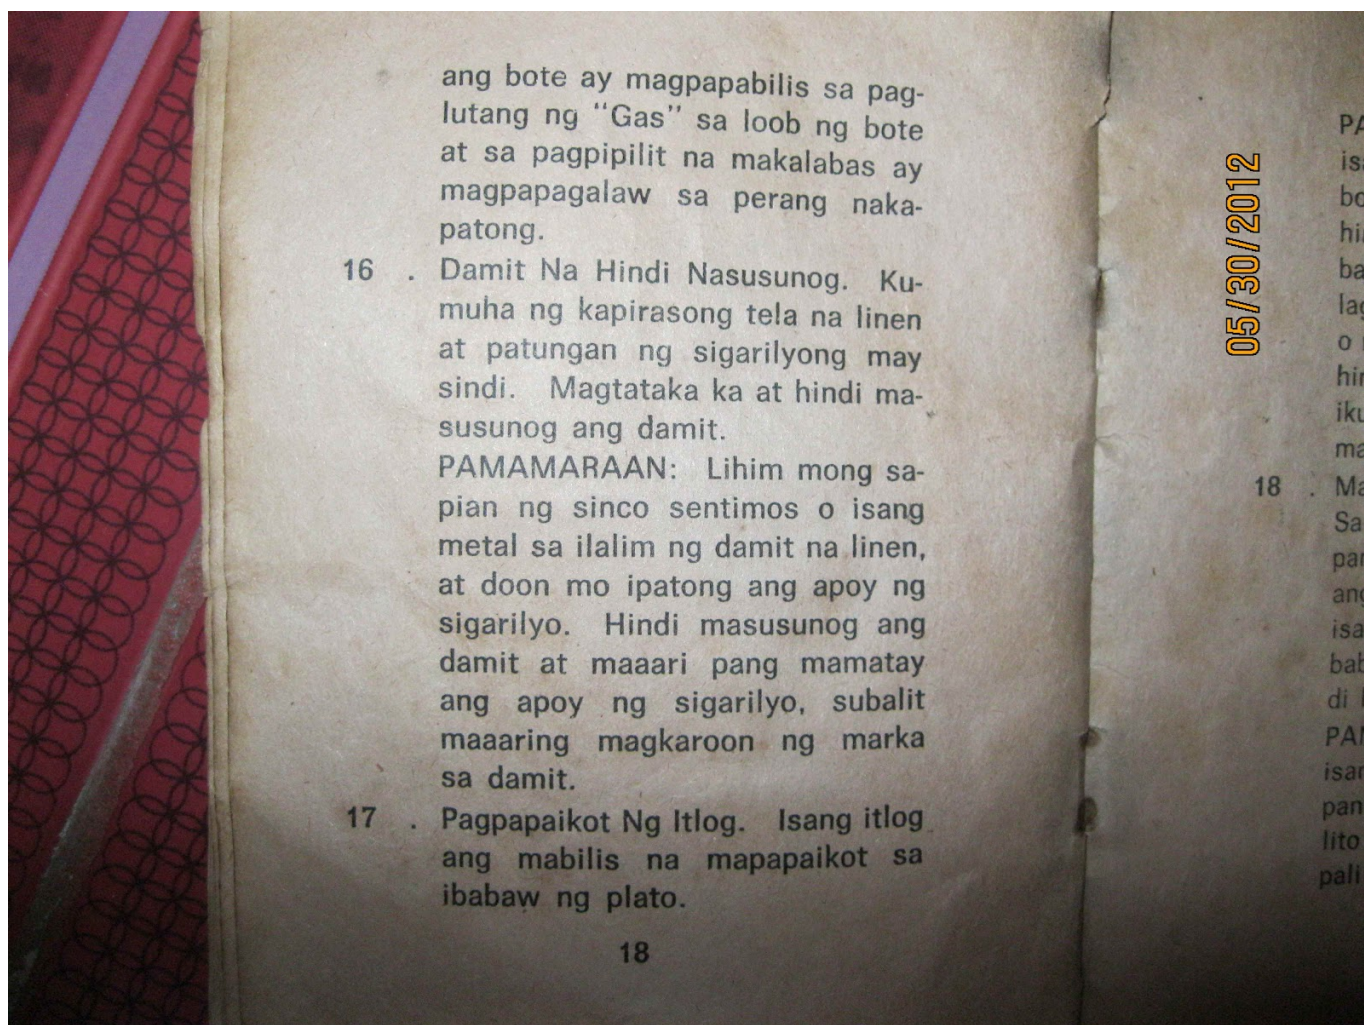 ang bote ay magpapabilis sa pag-
lutang ng "Gas" sa loob ng bote
at sa pagpipilit na makalabas ay
magpapagalaw sa perang naka-
patong.
16 . Damit Na Hindi Nasusunog. Ku-
muha ng kapirasong tela na linen
at patungan ng sigarilyong may
sindi. Magtataka ka at hindi ma-
susunog ang damit.
PAMAMARAAN: Lihim mong sa-
pian ng sinco sentimos o isang
metal sa ilalim ng damit na linen,
at doon mo ipatong ang apoy ng
sigarilyo. Hindi masusunog ang
damit at maaari pang mamatay
ang apoy ng sigarilyo, subalit
maaaring magkaroon ng marka
sa damit.
17 . Pagpapaikot Ng Itlog. Isang itlog
ang mabilis na mapapaikot sa
ibabaw ng plato.
18
05/30/2012
18 .